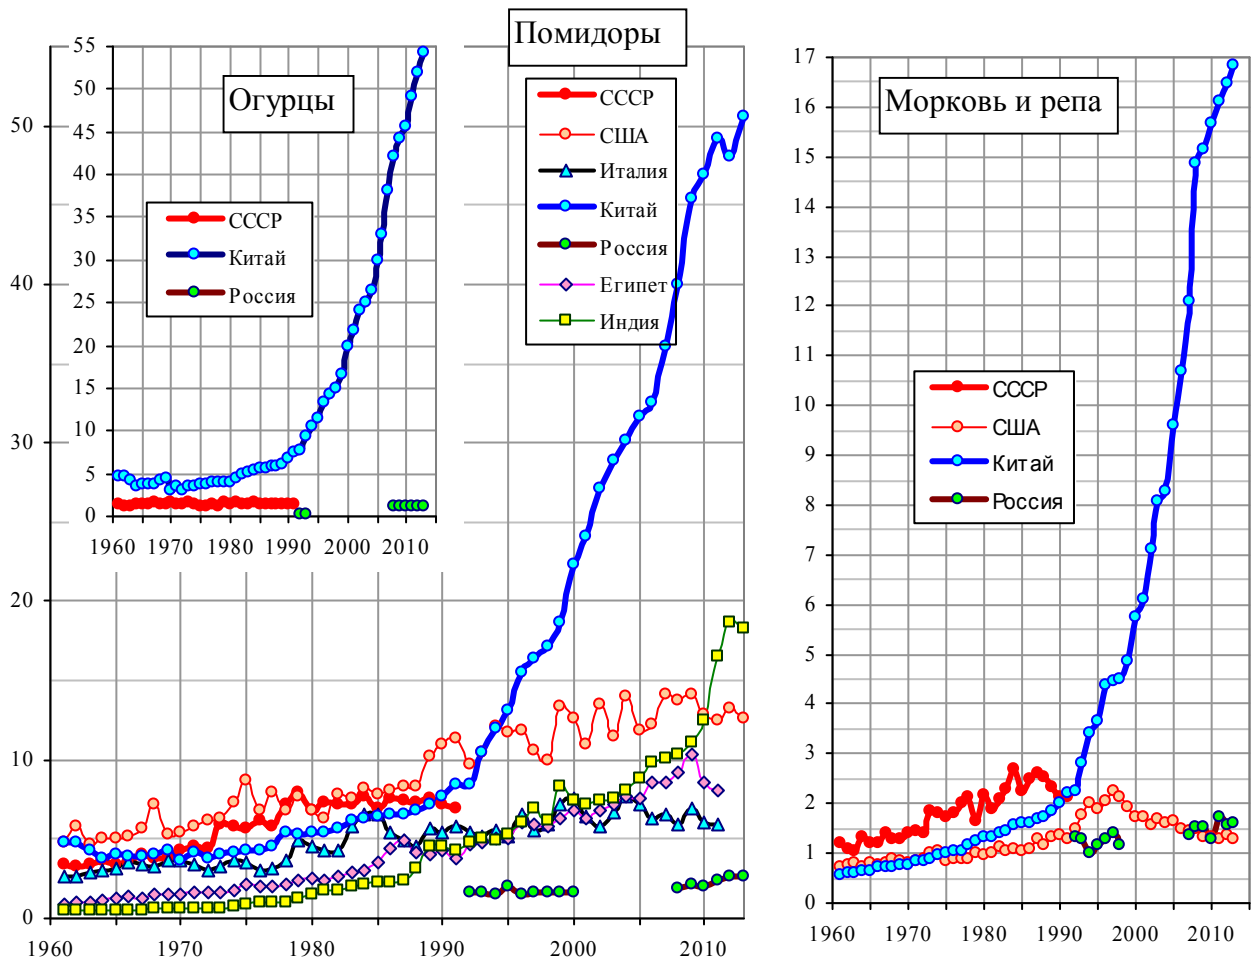 Помидоры
Огурцы
Морковь и репа
55
50
45
40
35
30
25
20
15
10
5
0
1960 1970 1980 1990 2000 2010
СССР
Китай
Россия
50
40
30
20
10
0
1960 1970 1980 1990 2000 2010
СССР
США
Италия
Китай
Россия
Египет
Индия
17
16
15
14
13
12
11
10
9
8
7
6
5
4
3
2
1
0
1960 1970 1980 1990 2000 2010
СССР
США
Китай
Россия